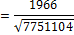 = 1966 / √7751104